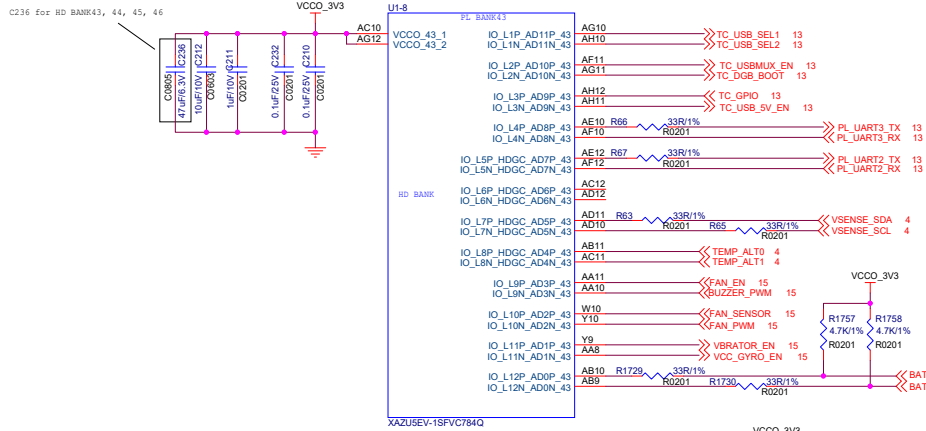 C236 for HD BANK43, 44, 45, 46
VCCO_3V3
U1-8
PL BANK43
AC10 VCCO_43_1
AG12 VCCO_43_2
C236 47uF/6.3V C0805
C212 10uF/10V C0603
C211 1uF/10V C0201
C232 0.1uF/25V C0201
C210 0.1uF/25V C0201
HD BANK
IO_L1P_AD11P_43 AG10 TC_USB_SEL1 13
IO_L1N_AD11N_43 AH10 TC_USB_SEL2 13
IO_L2P_AD10P_43 AF11 TC_USBMUX_EN 13
IO_L2N_AD10N_43 AG11 TC_DGB_BOOT 13
IO_L3P_AD9P_43 AH12 TC_GPIO 13
IO_L3N_AD9N_43 AH11 TC_USB_5V_EN 13
IO_L4P_AD8P_43 AE10 R66 33R/1% PL_UART3_TX 13
IO_L4N_AD8N_43 AF10 R0201 PL_UART3_RX 13
IO_L5P_HDGC_AD7P_43 AE12 R67 33R/1% PL_UART2_TX 13
IO_L5N_HDGC_AD7N_43 AF12 R0201 PL_UART2_RX 13
IO_L6P_HDGC_AD6P_43 AC12
IO_L6N_HDGC_AD6N_43 AD12
IO_L7P_HDGC_AD5P_43 AD11 R63 33R/1% VSENSE_SDA 4
IO_L7N_HDGC_AD5N_43 AD10 R0201 R65 33R/1% VSENSE_SCL 4
R0201
IO_L8P_HDGC_AD4P_43 AB11 TEMP_ALT0 4
IO_L8N_HDGC_AD4N_43 AC11 TEMP_ALT1 4
IO_L9P_AD3P_43 AA11 FAN_EN 15
IO_L9N_AD3N_43 AA10 BUZZER_PWM 15
IO_L10P_AD2P_43 W10 FAN_SENSOR 15
IO_L10N_AD2N_43 Y10 FAN_PWM 15
IO_L11P_AD1P_43 Y9 VBRATOR_EN 15
IO_L11N_AD1N_43 AA8 VCC_GYRO_EN 15
VCCO_3V3
R1757 4.7K/1% R0201
R1758 4.7K/1% R0201
IO_L12P_AD0P_43 AB10 R1729 33R/1% BAT
IO_L12N_AD0N_43 AB9 R0201 R1730 33R/1% BAT
R0201
XAZU5EV-1SFVC784Q
VCCO_3V3